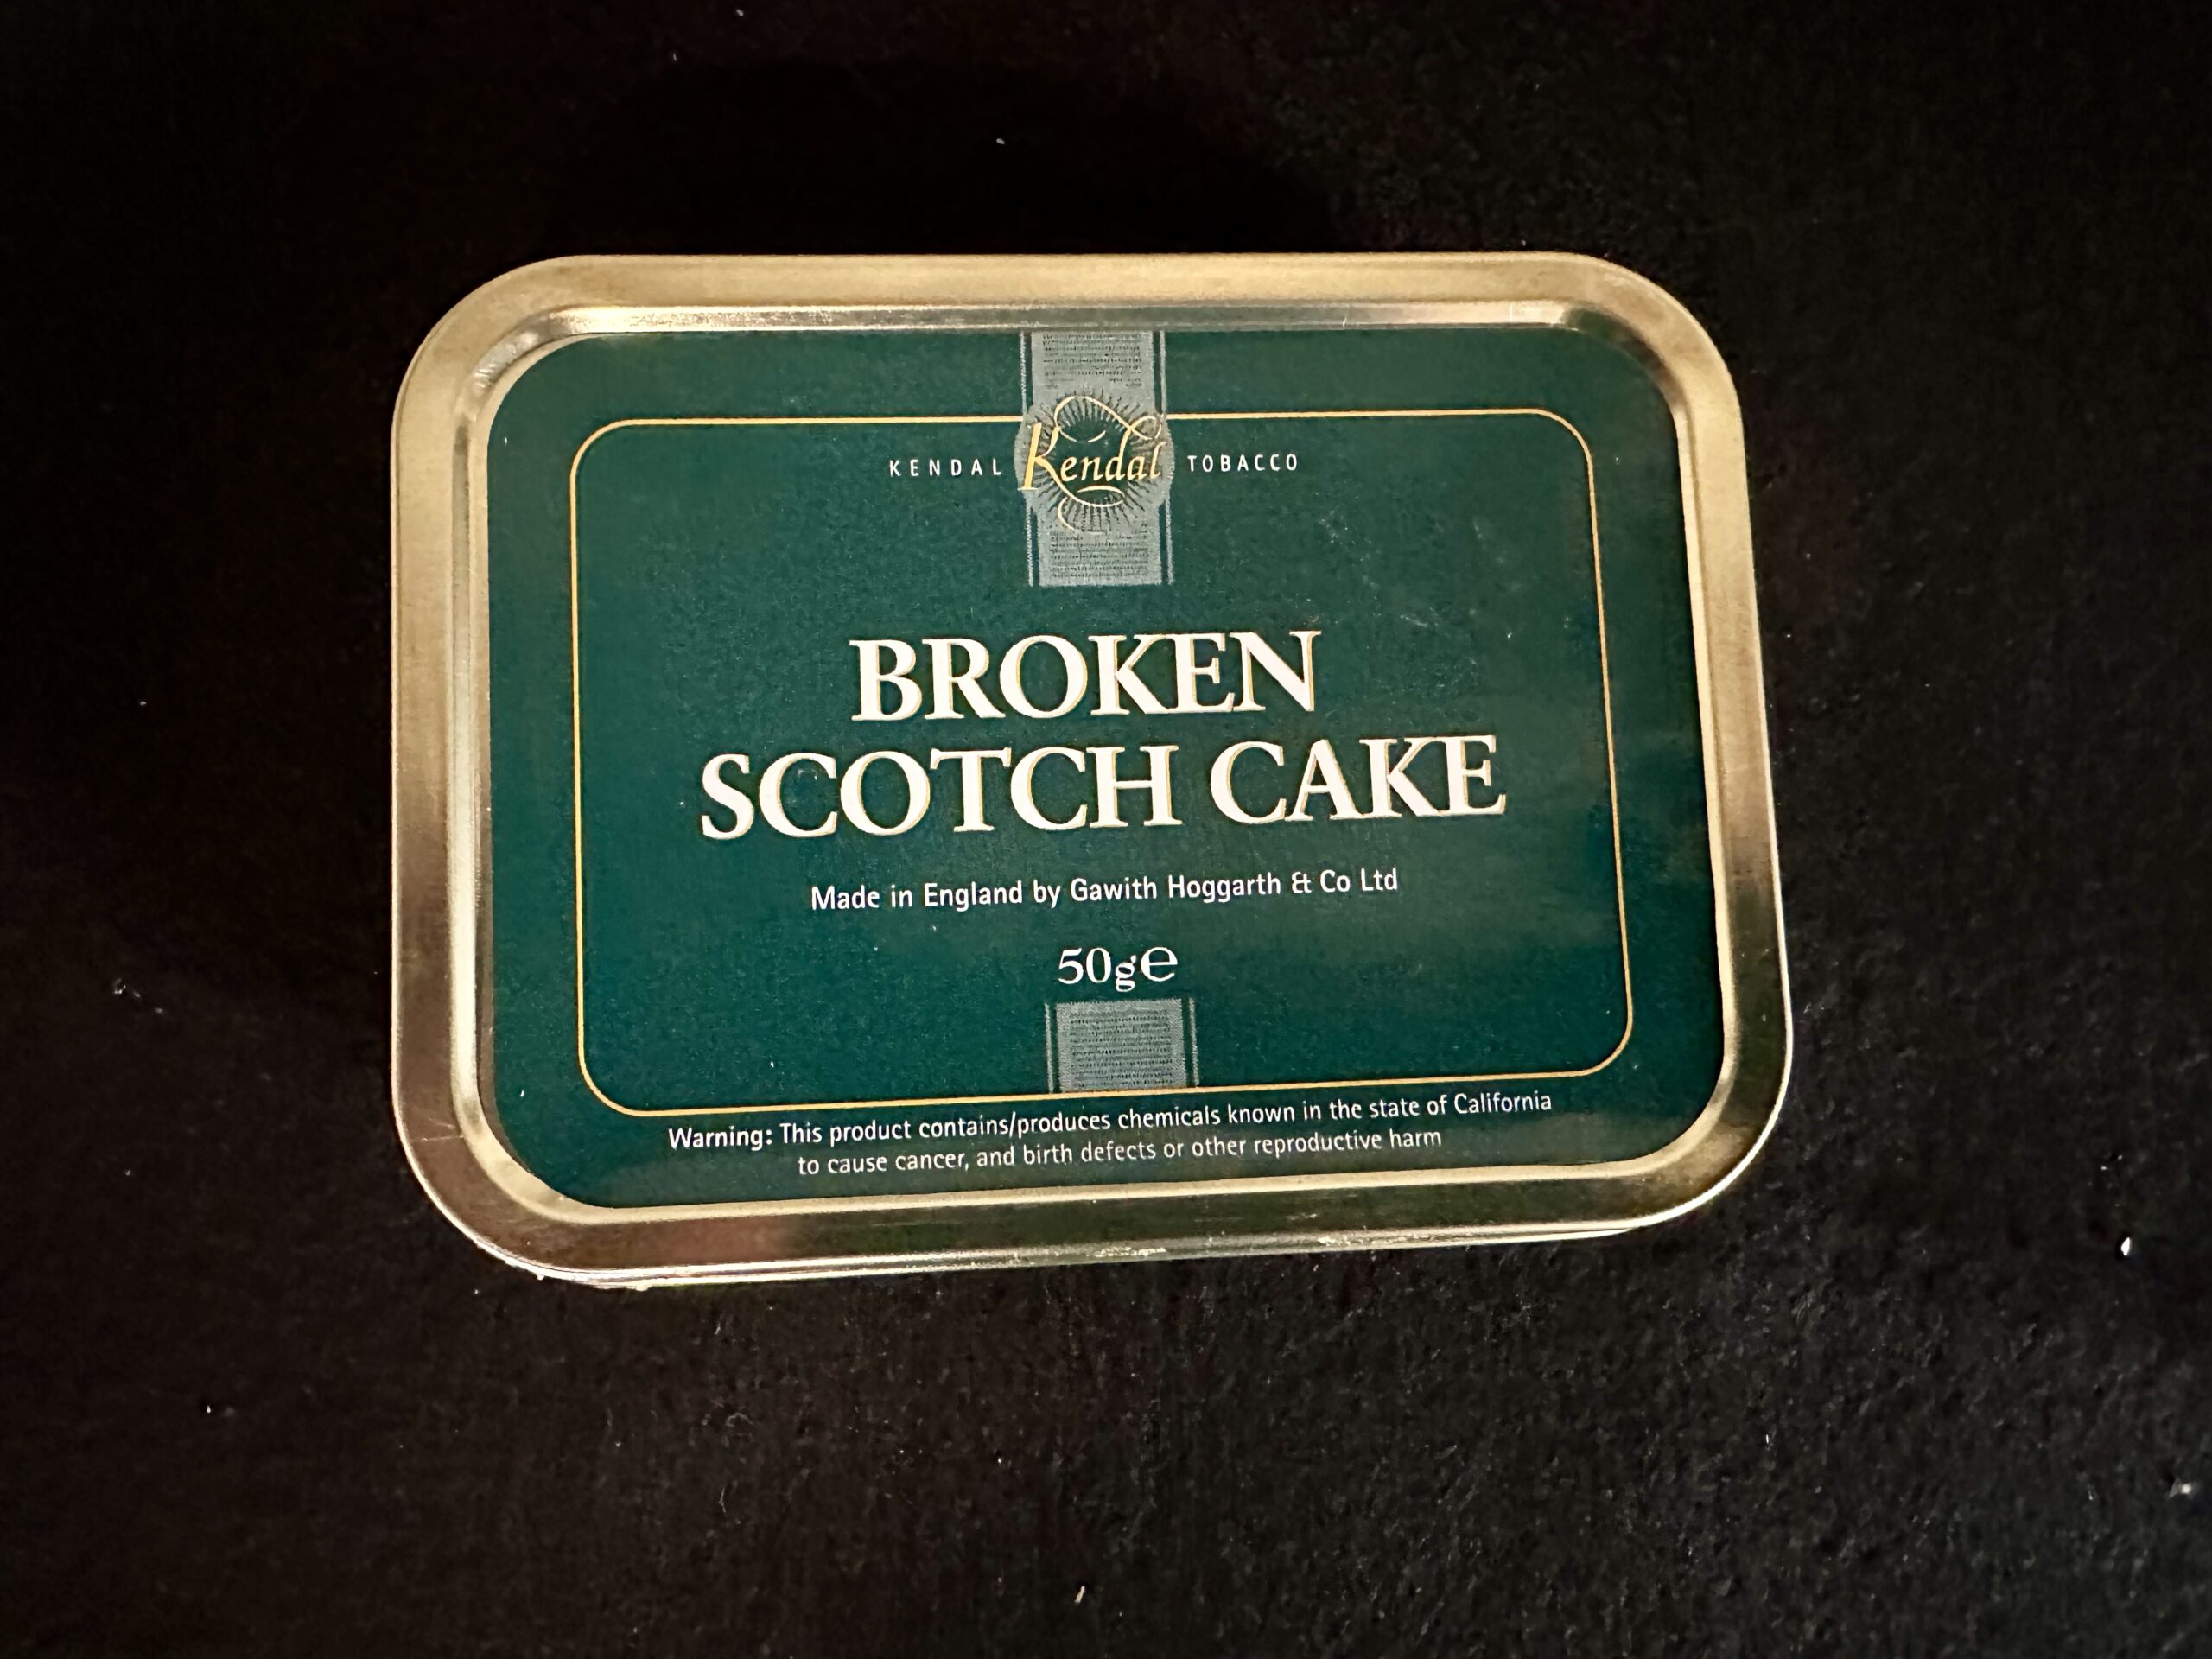 KENDAL Kendal TOBACCO
BROKEN
SCOTCH CAKE
Made in England by Gawith Hoggarth & Co Ltd
50g℮
Warning: This product contains/produces chemicals known in the state of California
to cause cancer, and birth defects or other reproductive harm